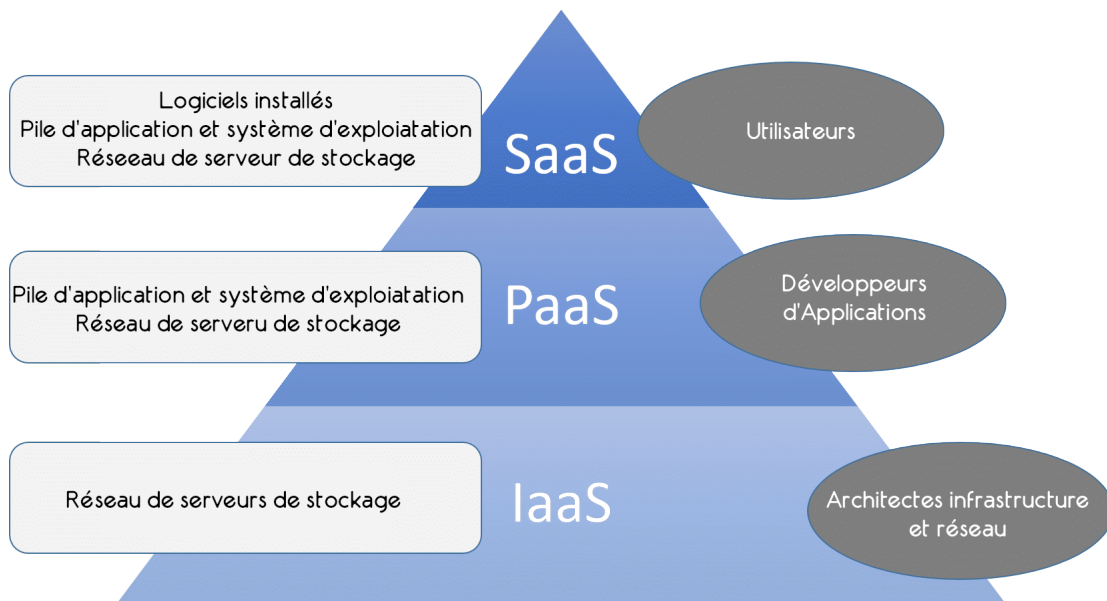 Logiciels installés
Pile d'application et système d'exploiatation
Réseeau de serveur de stockage
SaaS
Utilisateurs
Pile d'application et système d'exploiatation
Réseau de serveru de stockage
PaaS
Développeurs
d'Applications
Réseau de serveurs de stockage
IaaS
Architectes infrastructure
et réseau